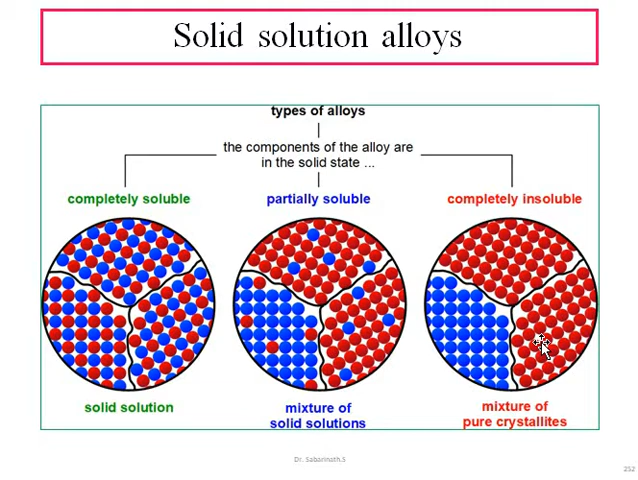 Solid solution alloys
types of alloys
the components of the alloy are
in the solid state ...
completely soluble
partially soluble
completely insoluble
solid solution
mixture of
solid solutions
mixture of
pure crystallites
Dr. Sabarinath.S
252